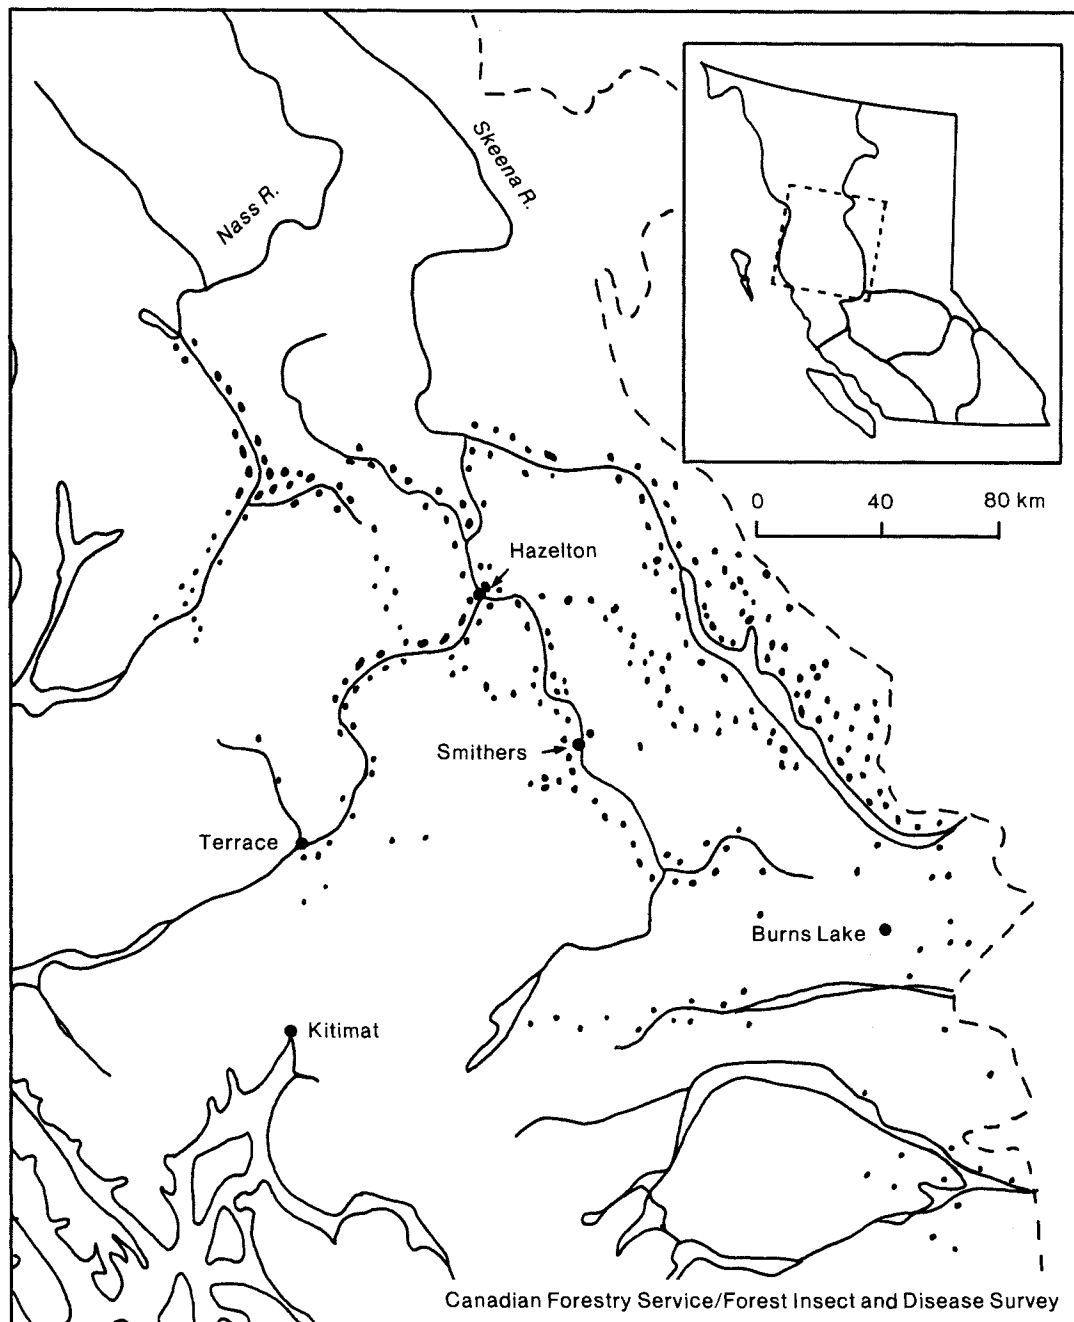 Skeena R.
Nass R.
0 40 80 km
Hazelton
Smithers
Terrace
Burns Lake
Kitimat
Canadian Forestry Service/Forest Insect and Disease Survey